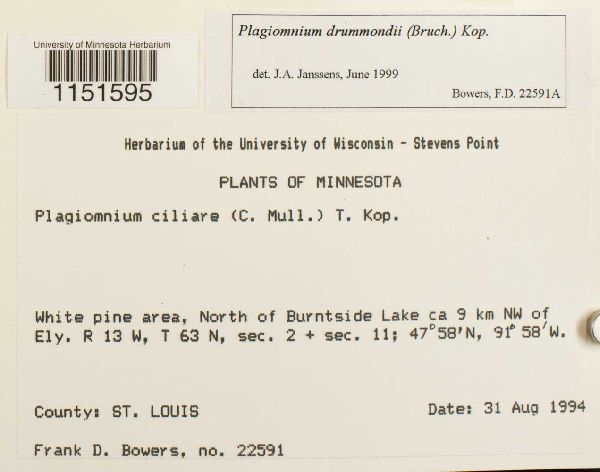 University of Minnesota Herbarium
1151595
Plagiomnium drummondii (Bruch.) Kop.
det. J.A. Janssens, June 1999
Bowers, F.D. 22591A
Herbarium of the University of Wisconsin - Stevens Point
PLANTS OF MINNESOTA
Plagiomnium ciliare (C. Mull.) T. Kop.
White pine area, North of Burntside Lake ca 9 km NW of
Ely. R 13 W, T 63 N, sec. 2 + sec. 11; 47°58'N, 91°58'W.
County: ST. LOUIS
Date: 31 Aug 1994
Frank D. Bowers, no. 22591